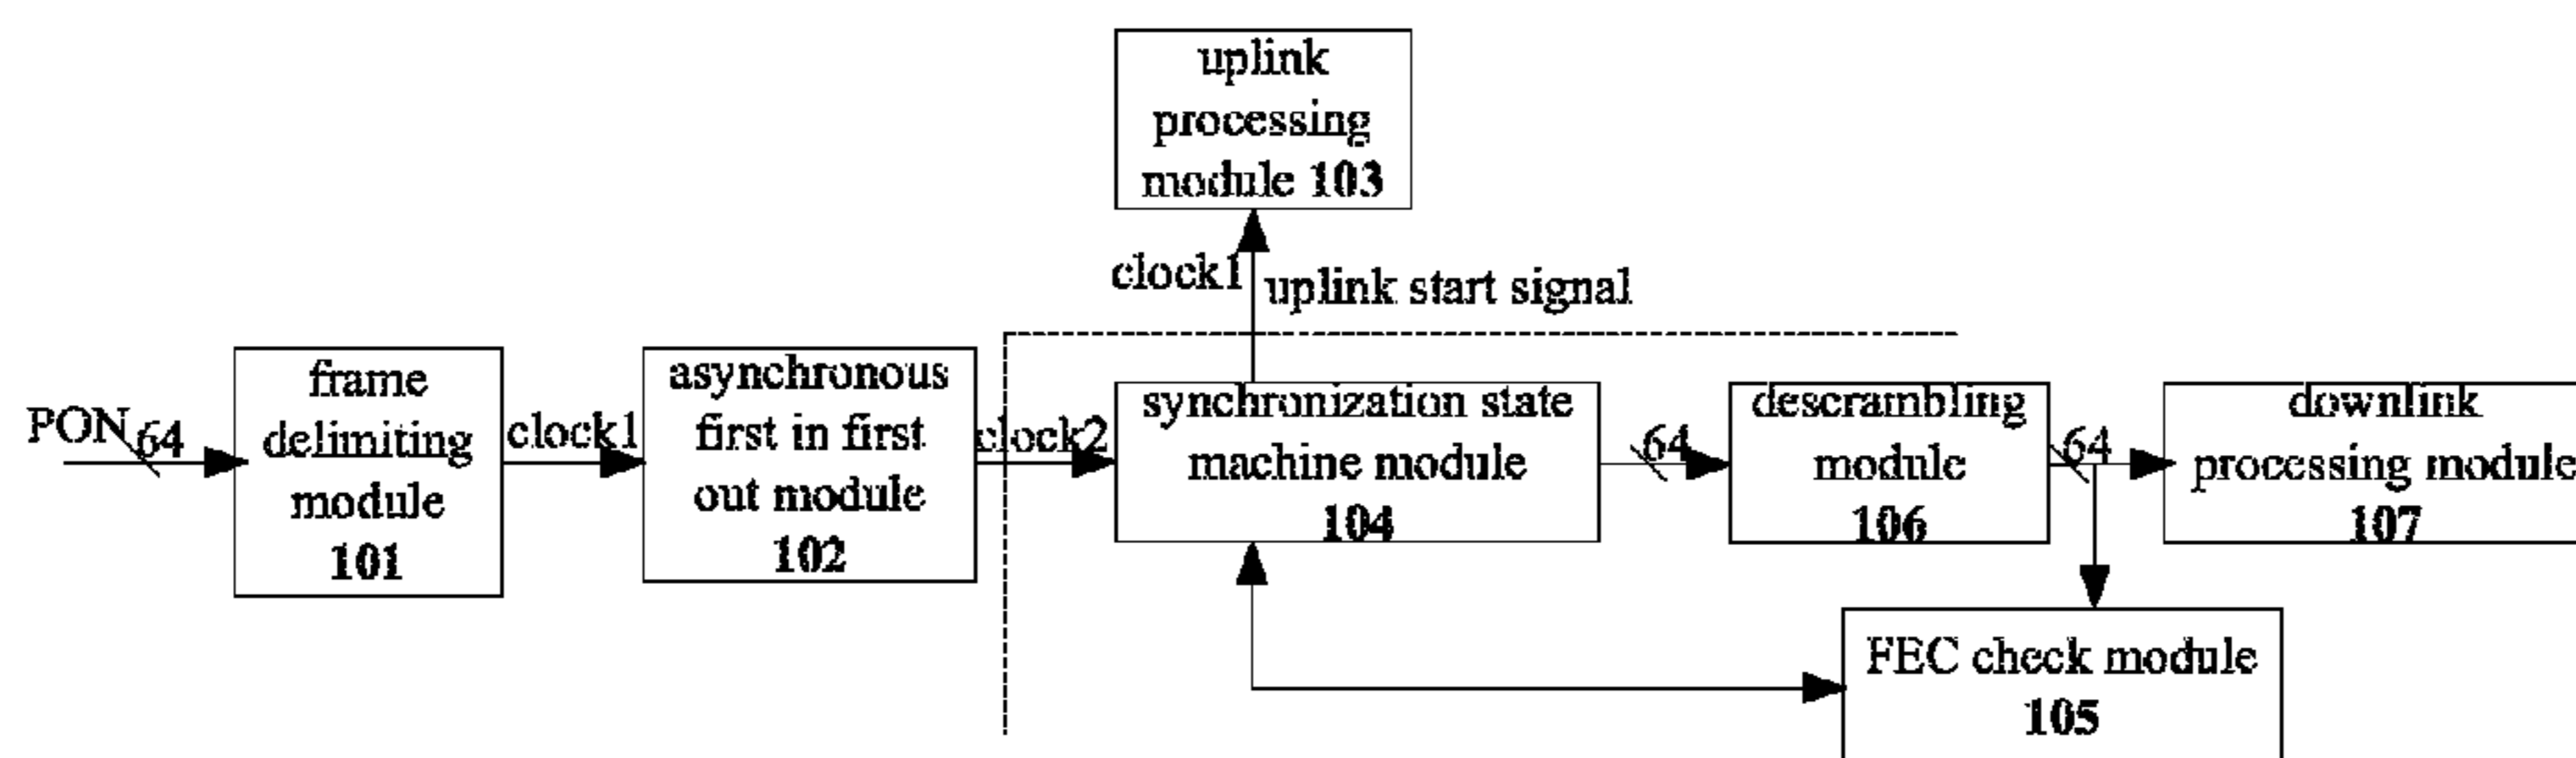 uplink
processing
module 103
clock1
uplink start signal
PON
64
frame
delimiting
module
101
clock1
asynchronous
first in first
out module
102
clock2
synchronization state
machine module
104
64
descrambling
module
106
64
downlink
processing module
107
FEC check module
105